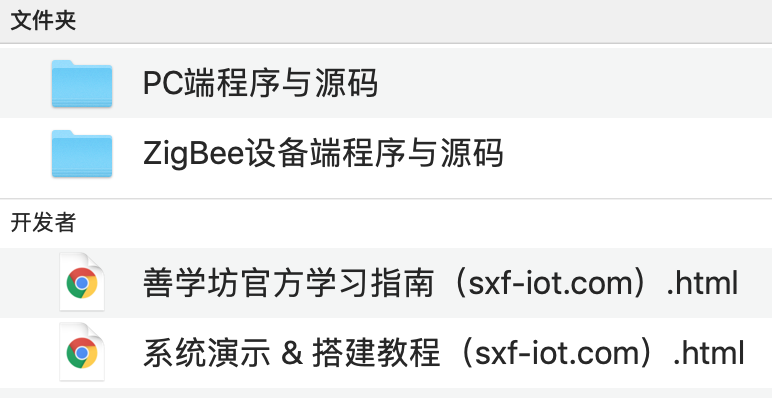 文件夹
PC端程序与源码
ZigBee设备端程序与源码
开发者
善学坊官方学习指南（sxf-iot.com）.html
系统演示 & 搭建教程（sxf-iot.com）.html